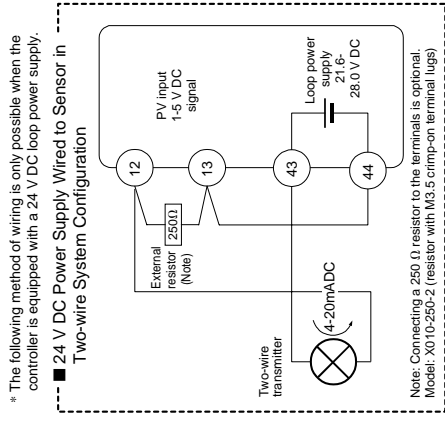 * The following method of wiring is only possible when the
controller is equipped with a 24 V DC loop power supply.
■ 24 V DC Power Supply Wired to Sensor in
Two-wire System Configuration
PV input
1-5 V DC
signal
Loop power
supply
21.6-
28.0 V DC
12
13
43
44
250Ω
External
resistor
(Note)
4-20mADC
Two-wire
transmitter
Note: Connecting a 250 Ω resistor to the terminals is optional.
Model: X010-250-2 (resistor with M3.5 crimp-on terminal lugs)